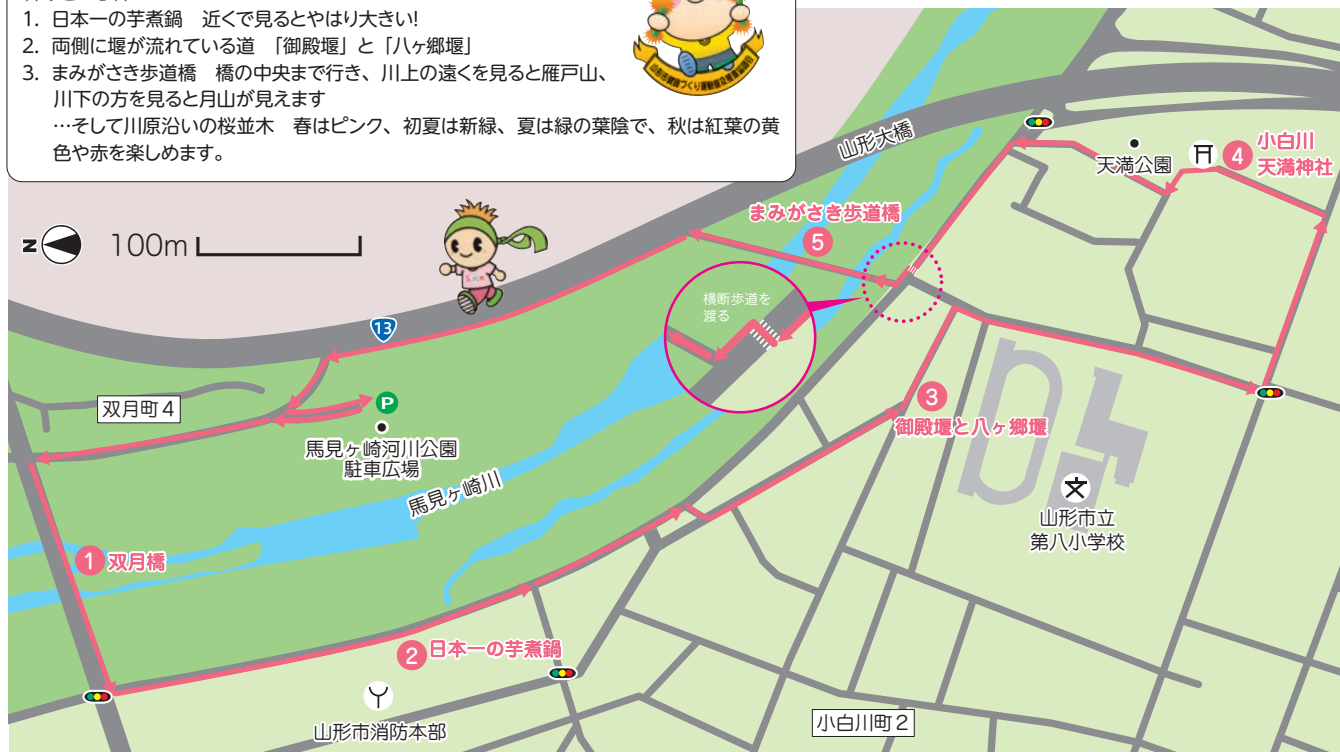 1. 日本一の芋煮鍋　近くで見るとやはり大きい!
2. 両側に堰が流れている道　「御殿堰」と「八ヶ郷堰」
3. まみがさき歩道橋　橋の中央まで行き、川上の遠くを見ると雁戸山、
川下の方を見ると月山が見えます
…そして川原沿いの桜並木　春はピンク、初夏は新緑、夏は緑の葉陰で、秋は紅葉の黄
色や赤を楽しめます。
山形大橋
天満公園
4 小白川
天満神社
まみがさき歩道橋
5
N 100m
横断歩道を
渡る
13
双月町4
P
馬見ヶ崎河川公園
駐車広場
3
御殿堰と八ヶ郷堰
馬見ヶ崎川
文
山形市立
第八小学校
1 双月橋
2 日本一の芋煮鍋
山形市消防本部
小白川町2